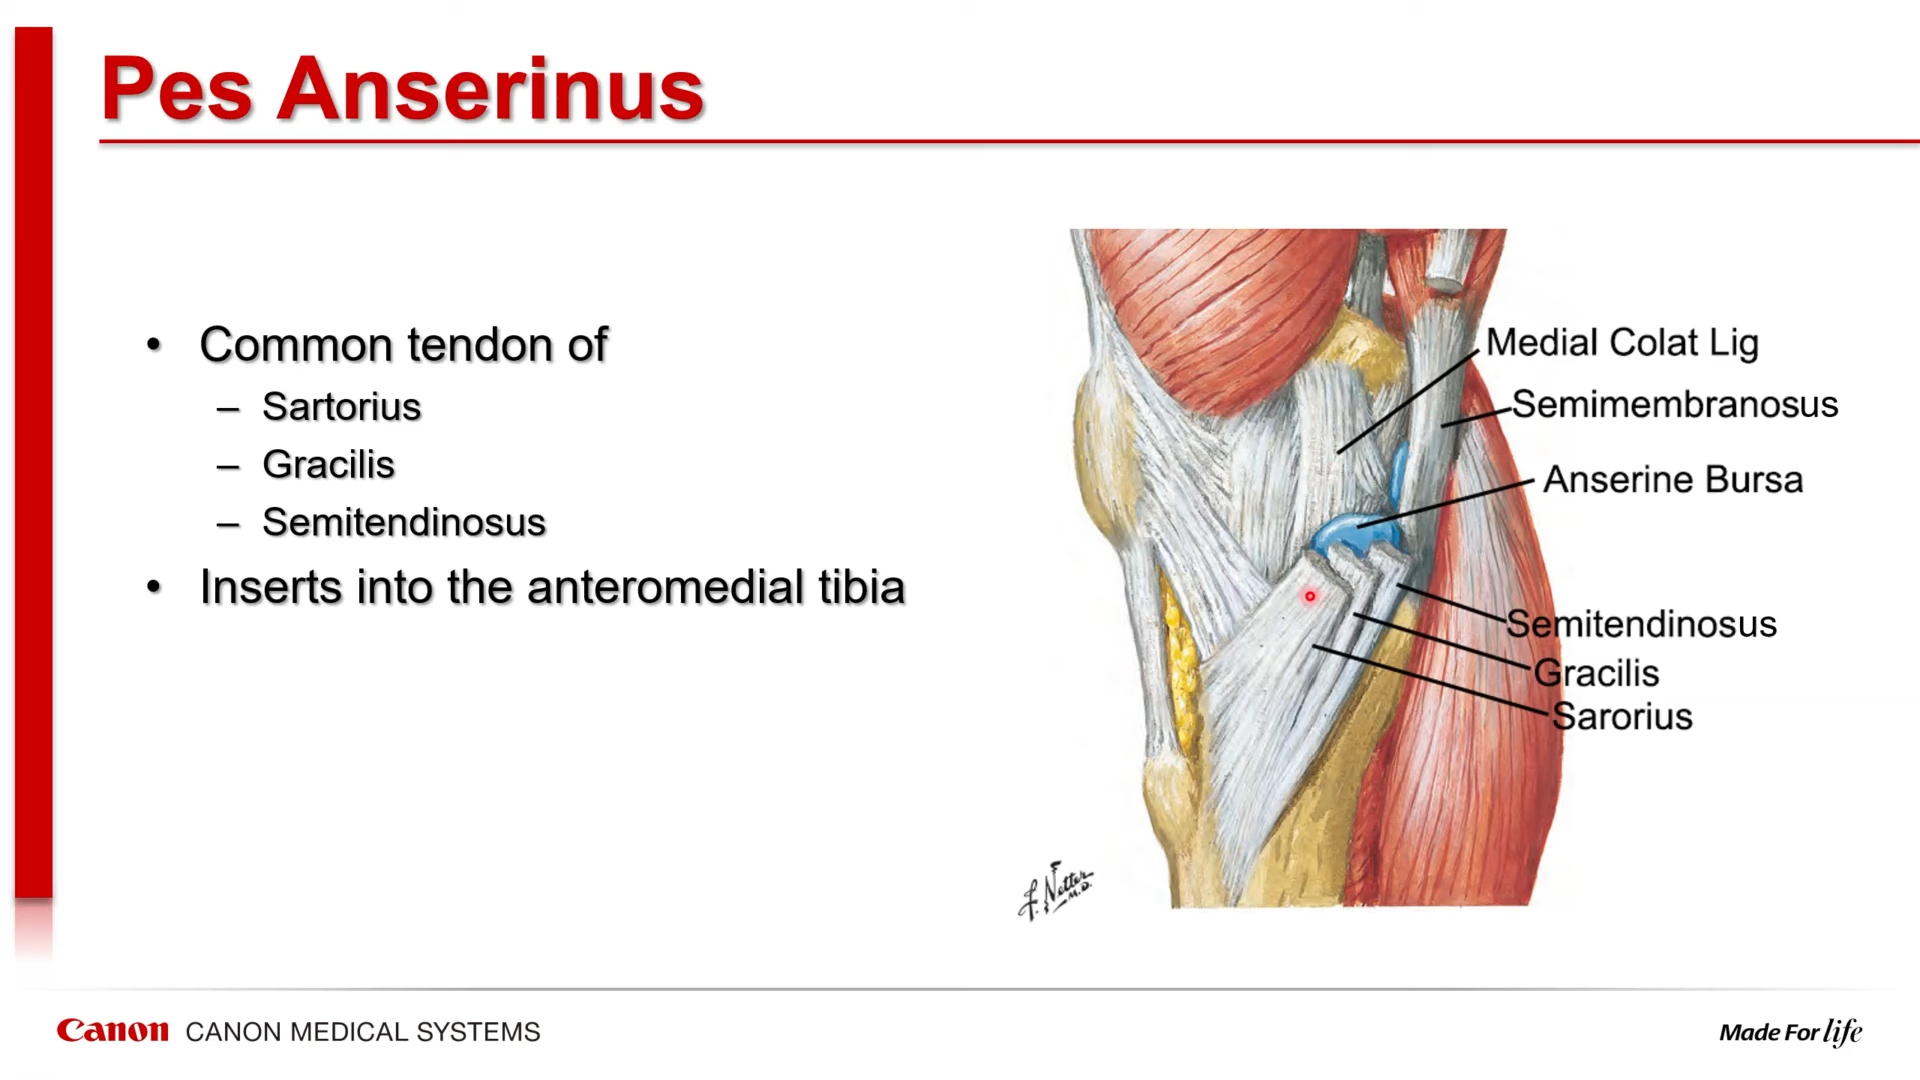 Pes Anserinus
• Common tendon of
– Sartorius
– Gracilis
– Semitendinosus
• Inserts into the anteromedial tibia
Medial Colat Lig
Semimembranosus
Anserine Bursa
Semitendinosus
Gracilis
Sarorius
F. Netter
M.D.
Canon CANON MEDICAL SYSTEMS
Made For life